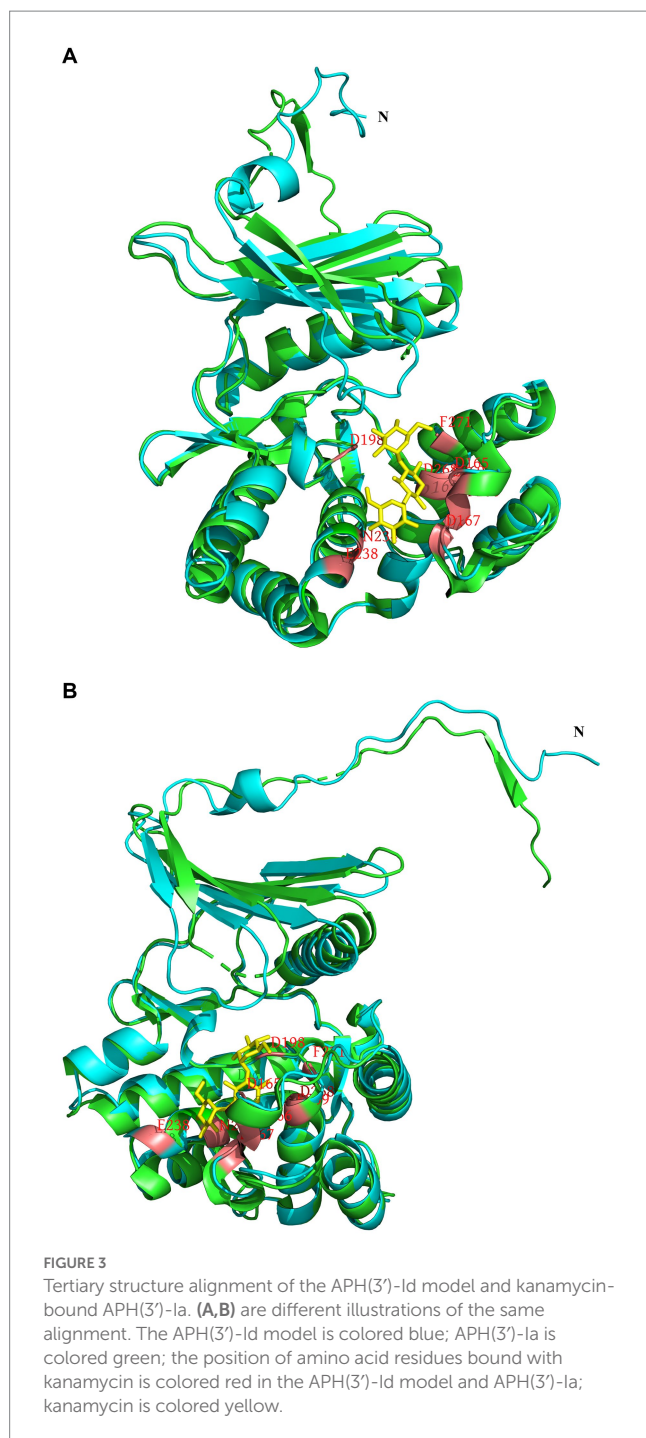 A
N
F271
D198
D165
D167
E238
B
N
D198
F271
D165
E238
FIGURE 3
Tertiary structure alignment of the APH(3′)-Id model and kanamycin-
bound APH(3′)-Ia. (A,B) are different illustrations of the same
alignment. The APH(3′)-Id model is colored blue; APH(3′)-Ia is
colored green; the position of amino acid residues bound with
kanamycin is colored red in the APH(3′)-Id model and APH(3′)-Ia;
kanamycin is colored yellow.